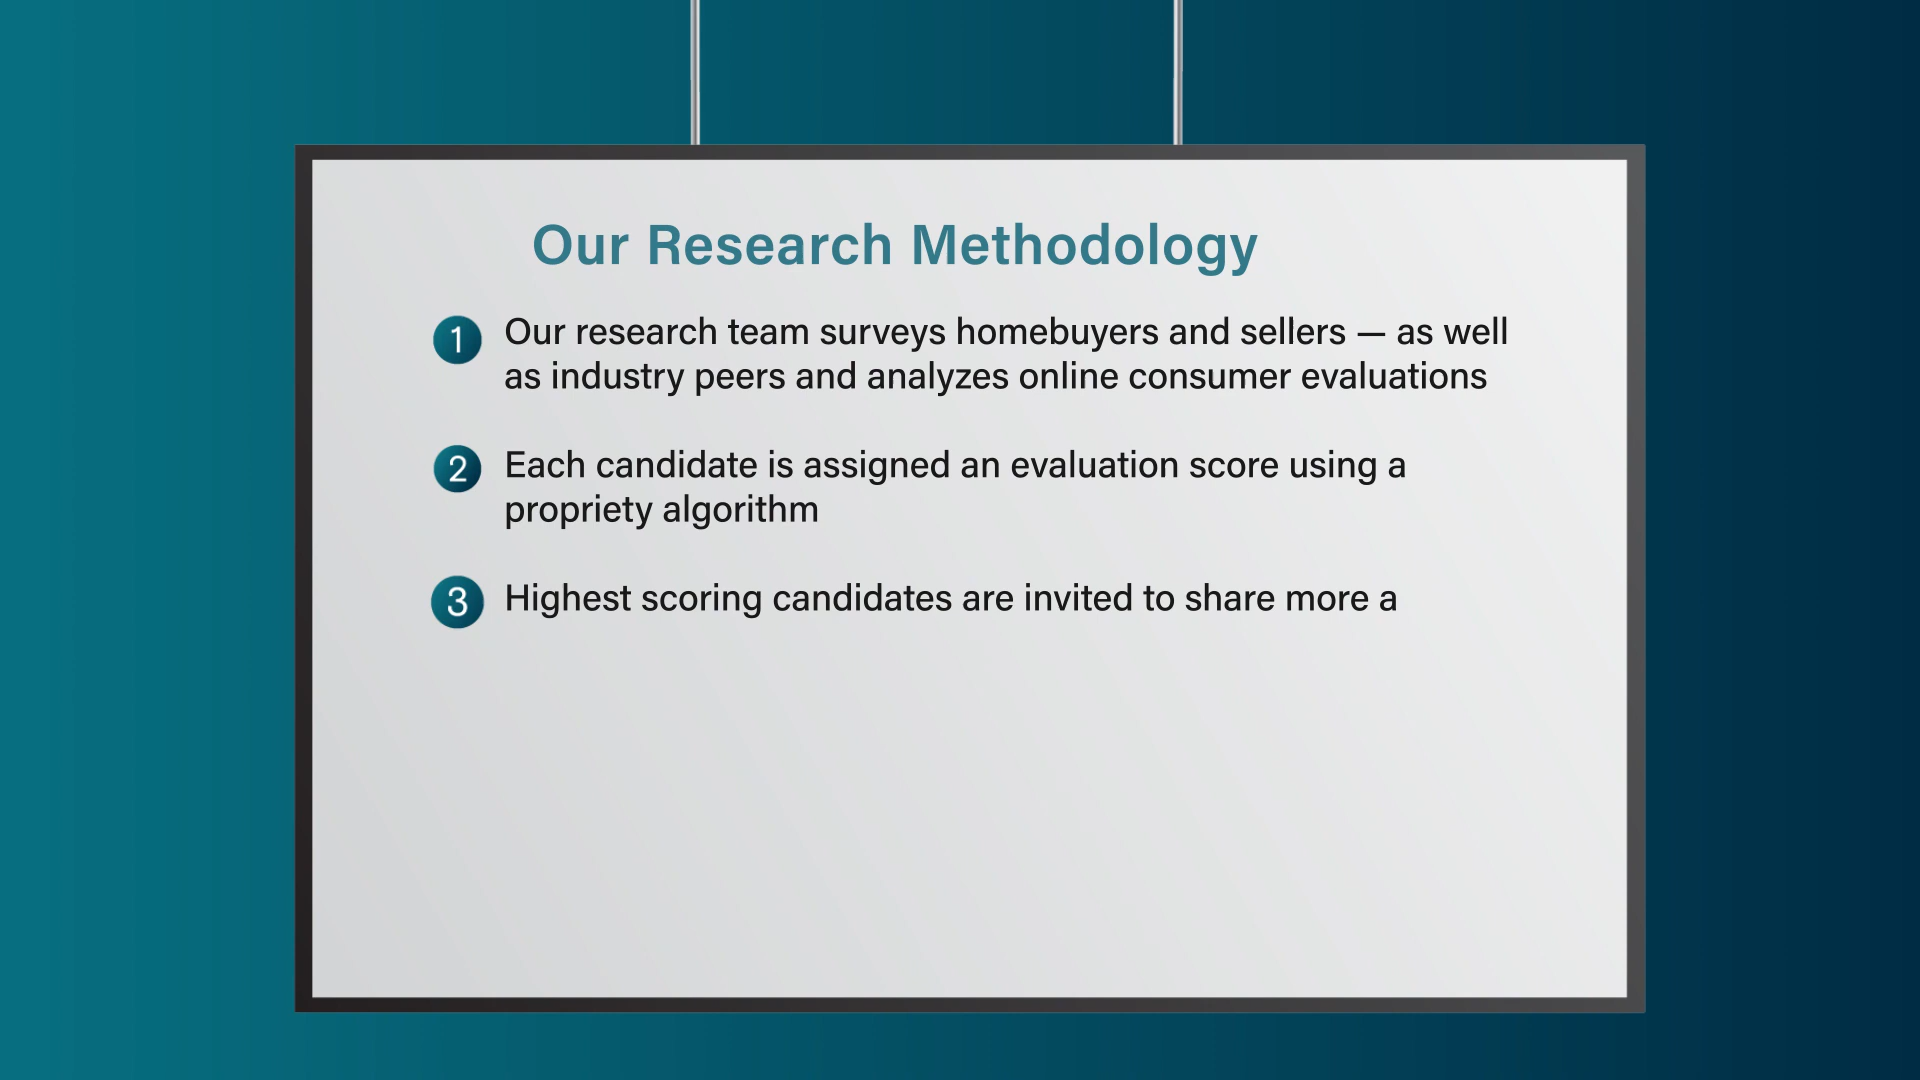 Our Research Methodology
1 Our research team surveys homebuyers and sellers — as well
as industry peers and analyzes online consumer evaluations
2 Each candidate is assigned an evaluation score using a
propriety algorithm
3 Highest scoring candidates are invited to share more a